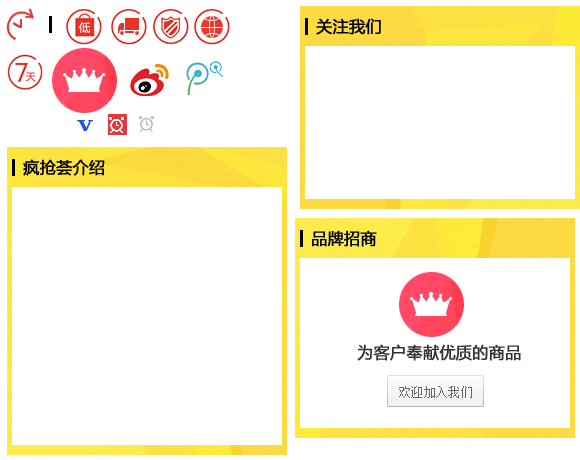 低
7天
V
疯抢荟介绍
关注我们
品牌招商
为客户奉献优质的商品
欢迎加入我们